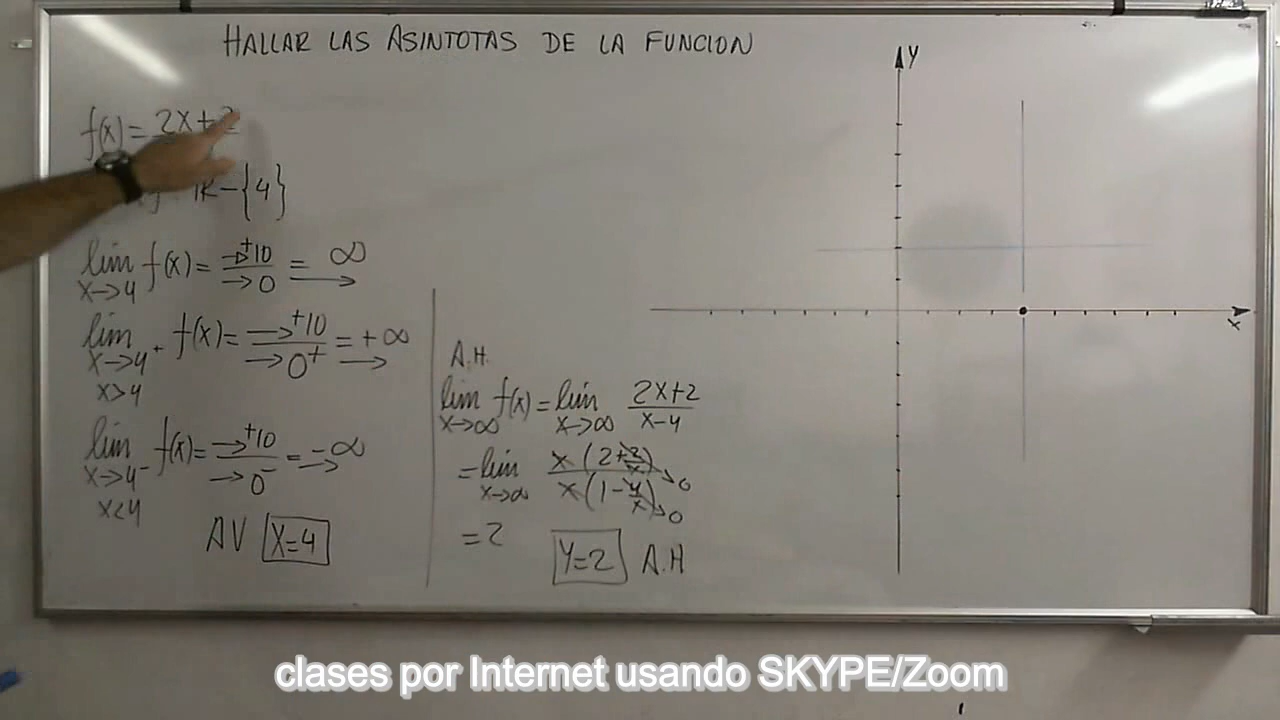 HALLAR LAS ASINTOTAS DE LA FUNCION
f(x) = 2x+2
R-{4}
lim f(x) = →+10 / →0 = ∞
x→4
lim f(x) = →+10 / →0⁺ = +∞
x→4⁺
x>4
lim f(x) = →+10 / →0⁻ = -∞
x→4⁻
x<4
AV x=4
A.H.
lim f(x) = lim 2x+2 / x-4
x→∞ x→∞
= lim x(2+2/x) →0 / x(1-4/x) →0
x→∞
= 2
Y=2 A.H
Y
x
clases por Internet usando SKYPE/Zoom